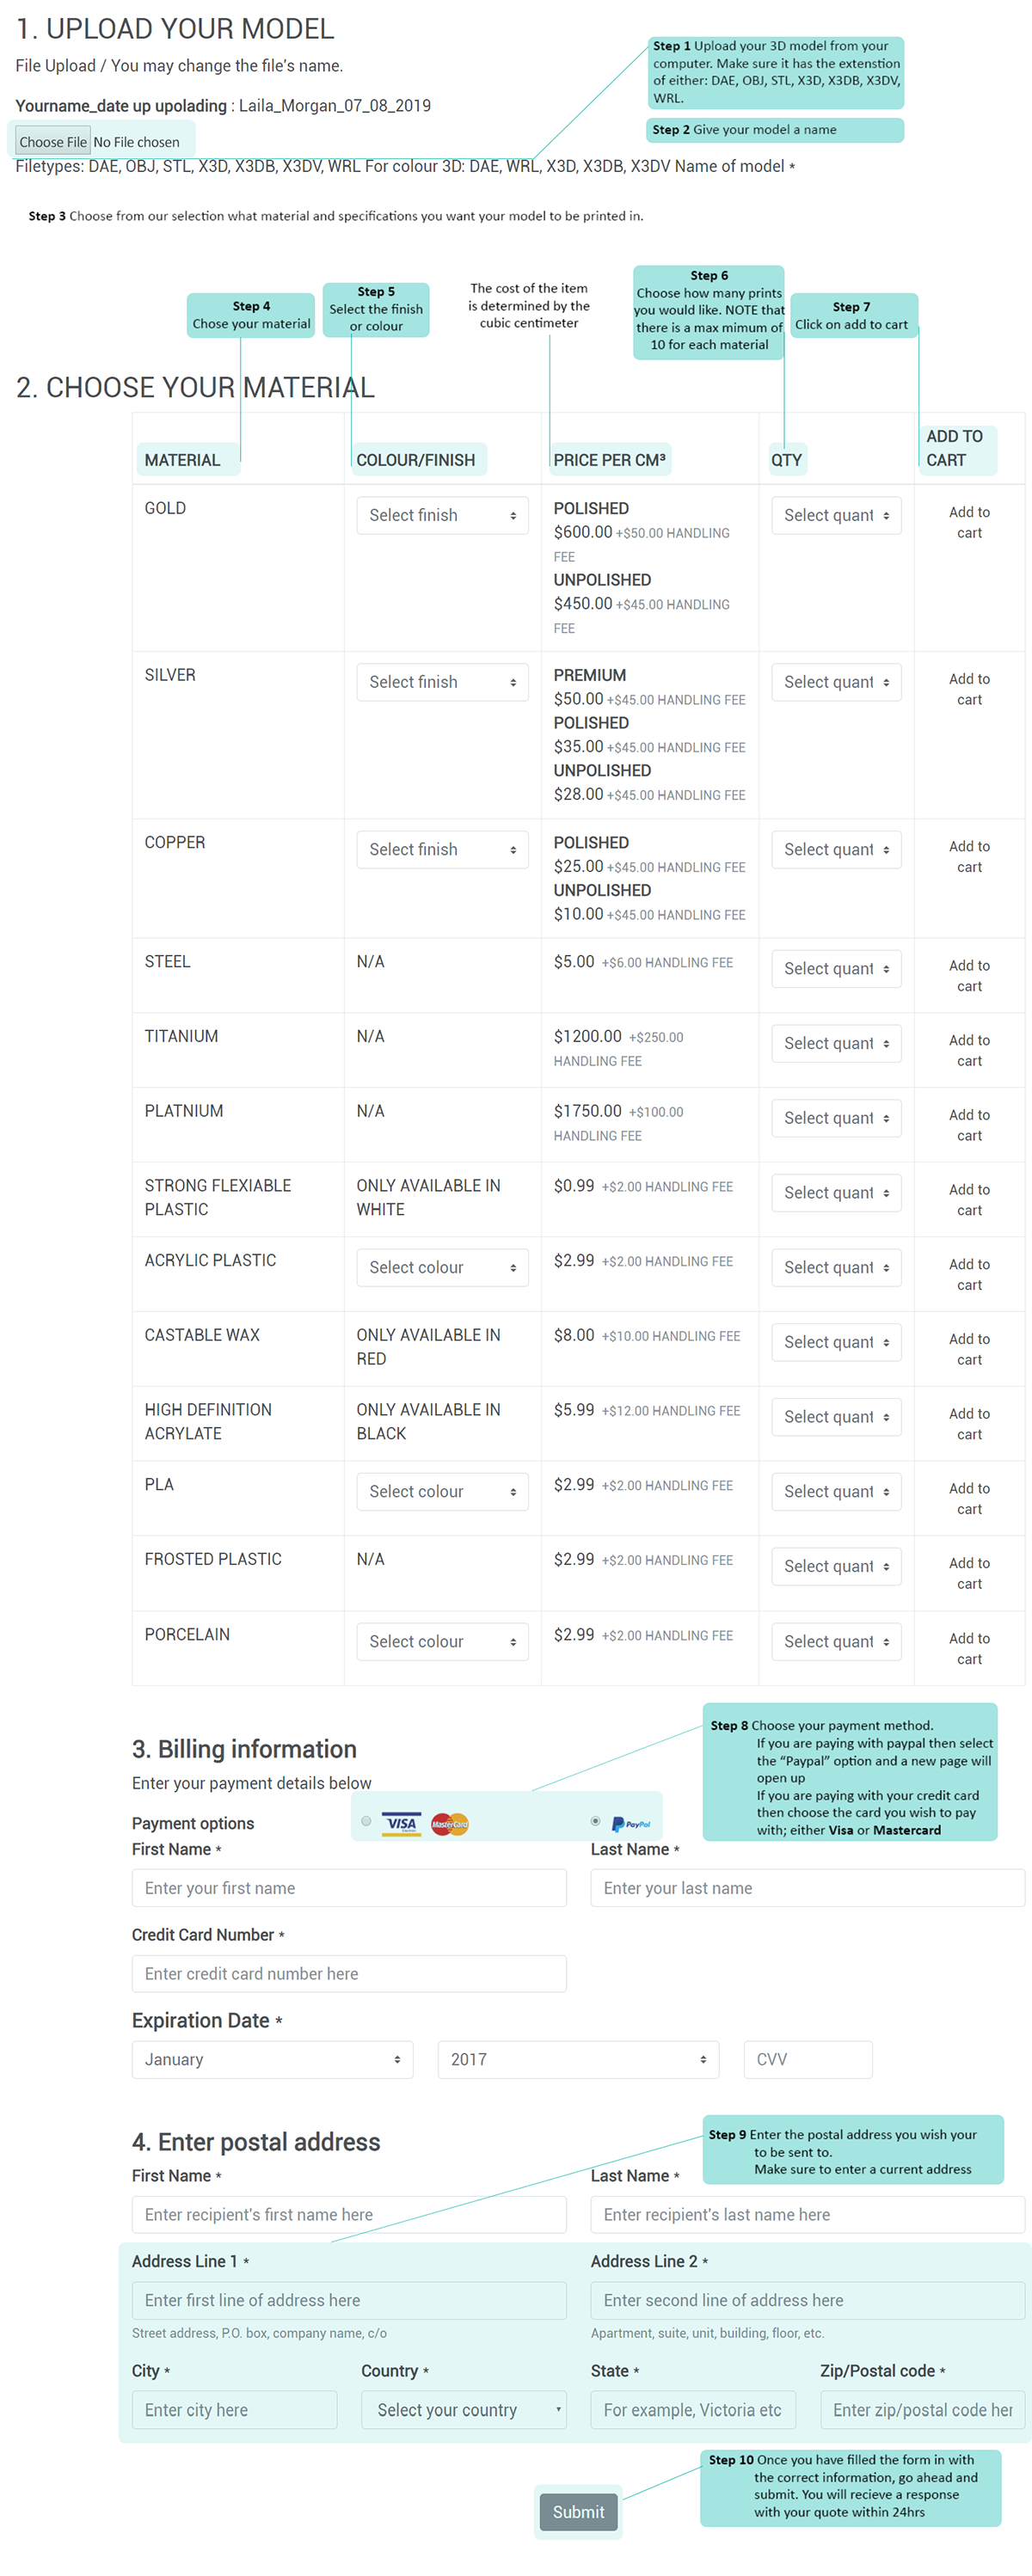 1. UPLOAD YOUR MODEL
File Upload / You may change the file's name.
Step 1 Upload your 3D model from your
computer. Make sure it has the extenstion
of either: DAE, OBJ, STL, X3D, X3DB, X3DV,
WRL.
Yourname_date up upolading : Laila_Morgan_07_08_2019
Step 2 Give your model a name
Choose File No File chosen
Filetypes: DAE, OBJ, STL, X3D, X3DB, X3DV, WRL For colour 3D: DAE, WRL, X3D, X3DB, X3DV Name of model *
Step 3 Choose from our selection what material and specifications you want your model to be printed in.
Step 4
Chose your material
Step 5
Select the finish
or colour
The cost of the item
is determined by the
cubic centimeter
Step 6
Choose how many prints
you would like. NOTE that
there is a max mimum of
10 for each material
Step 7
Click on add to cart
2. CHOOSE YOUR MATERIAL
MATERIAL
COLOUR/FINISH
PRICE PER CM³
QTY
ADD TO
CART
GOLD
Select finish
POLISHED
$600.00 +$50.00 HANDLING
FEE
UNPOLISHED
$450.00 +$45.00 HANDLING
FEE
Select quant
Add to
cart
SILVER
Select finish
PREMIUM
$50.00 +$45.00 HANDLING FEE
POLISHED
$35.00 +$45.00 HANDLING FEE
UNPOLISHED
$28.00 +$45.00 HANDLING FEE
Select quant
Add to
cart
COPPER
Select finish
POLISHED
$25.00 +$45.00 HANDLING FEE
UNPOLISHED
$10.00 +$45.00 HANDLING FEE
Select quant
Add to
cart
STEEL
N/A
$5.00 +$6.00 HANDLING FEE
Select quant
Add to
cart
TITANIUM
N/A
$1200.00 +$250.00
HANDLING FEE
Select quant
Add to
cart
PLATNIUM
N/A
$1750.00 +$100.00
HANDLING FEE
Select quant
Add to
cart
STRONG FLEXIABLE
PLASTIC
ONLY AVAILABLE IN
WHITE
$0.99 +$2.00 HANDLING FEE
Select quant
Add to
cart
ACRYLIC PLASTIC
Select colour
$2.99 +$2.00 HANDLING FEE
Select quant
Add to
cart
CASTABLE WAX
ONLY AVAILABLE IN
RED
$8.00 +$10.00 HANDLING FEE
Select quant
Add to
cart
HIGH DEFINITION
ACRYLATE
ONLY AVAILABLE IN
BLACK
$5.99 +$12.00 HANDLING FEE
Select quant
Add to
cart
PLA
Select colour
$2.99 +$2.00 HANDLING FEE
Select quant
Add to
cart
FROSTED PLASTIC
N/A
$2.99 +$2.00 HANDLING FEE
Select quant
Add to
cart
PORCELAIN
Select colour
$2.99 +$2.00 HANDLING FEE
Select quant
Add to
cart
3. Billing information
Enter your payment details below
Step 8 Choose your payment method.
If you are paying with paypal then select
the “Paypal” option and a new page will
open up
If you are paying with your credit card
then choose the card you wish to pay
with; either Visa or Mastercard
Payment options
VISA
MasterCard
PayPal
First Name *
Last Name *
Enter your first name
Enter your last name
Credit Card Number *
Enter credit card number here
Expiration Date *
January
2017
CVV
4. Enter postal address
Step 9 Enter the postal address you wish your
to be sent to.
Make sure to enter a current address
First Name *
Last Name *
Enter recipient's first name here
Enter recipient's last name here
Address Line 1 *
Address Line 2 *
Enter first line of address here
Enter second line of address here
Street address, P.O. box, company name, c/o
Apartment, suite, unit, building, floor, etc.
City *
Country *
State *
Zip/Postal code *
Enter city here
Select your country
For example, Victoria etc
Enter zip/postal code her
Step 10 Once you have filled the form in with
the correct information, go ahead and
submit. You will recieve a response
with your quote within 24hrs
Submit